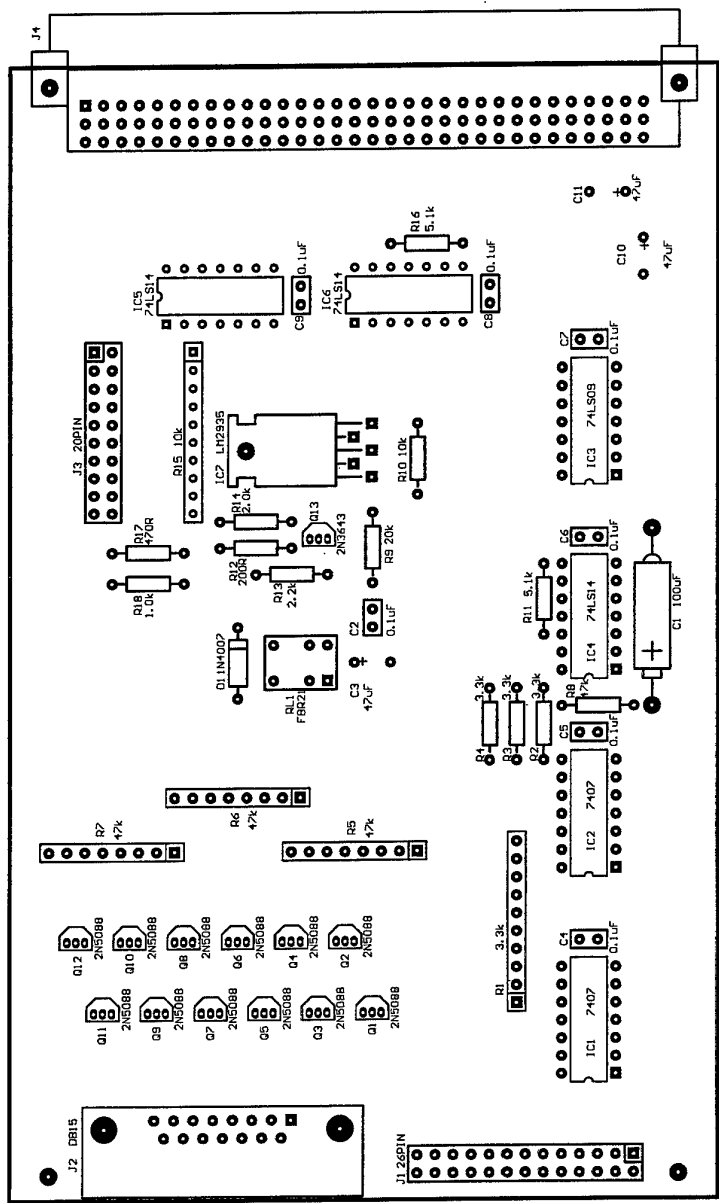 J4
C11
47uF
R16
5.1k
C10
47uF
IC5
74LS14
0.1uF
C9
IC6
74LS14
0.1uF
C8
J3 20PIN
R15 10k
IC7 LM2935
R10 10k
C7
0.1uF
IC3
74LS09
R17
470R
R18
1.0k
R14
2.0k
R12
200R
R13
2.2k
Q13
2N3643
R9 20k
C2
0.1uF
C6
0.1uF
R11 5.1k
IC4
74LS14
C1 100uF
D1 1N4007
RL1
FBR21
C3
47uF
R4
3.3k
R3
3.3k
R2
3.3k
R8
47k
C5
0.1uF
IC2
7407
R7
47k
R6
47k
R5
47k
R1
3.3k
C4
0.1uF
IC1
7407
Q12
2N5088
Q10
2N5088
Q8
2N5088
Q6
2N5088
Q4
2N5088
Q2
2N5088
Q11
2N5088
Q9
2N5088
Q7
2N5088
Q5
2N5088
Q3
2N5088
Q1
2N5088
J2 DB15
J1 26PIN